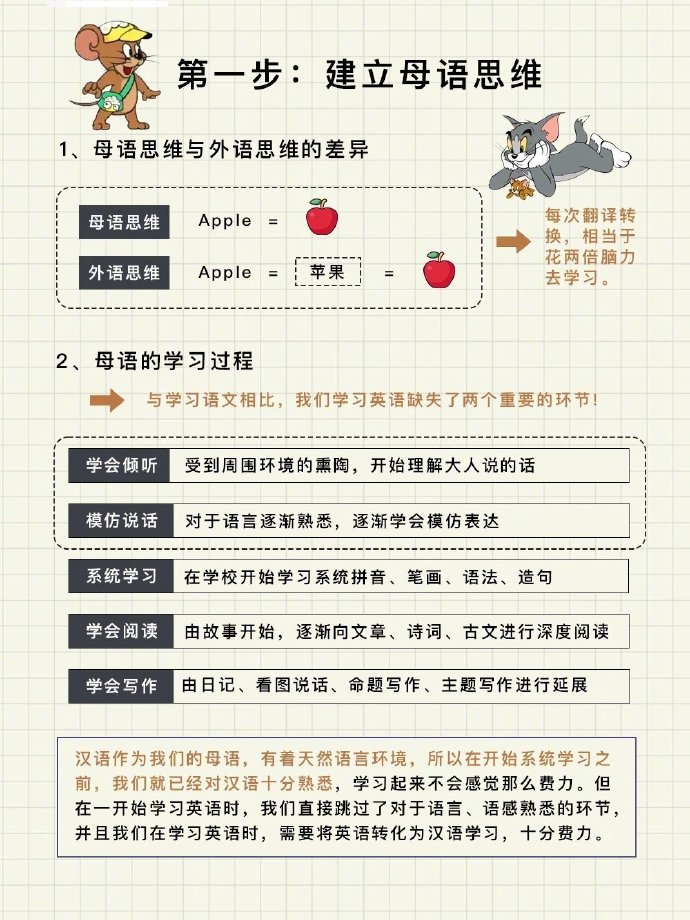 第一步：建立母语思维
1、母语思维与外语思维的差异
母语思维 Apple =
外语思维 Apple = 苹果 =
每次翻译转
换，相当于
花两倍脑力
去学习。
2、母语的学习过程
与学习语文相比，我们学习英语缺失了两个重要的环节！
学会倾听 受到周围环境的熏陶，开始理解大人说的话
模仿说话 对于语言逐渐熟悉，逐渐学会模仿表达
系统学习 在学校开始学习系统拼音、笔画、语法、造句
学会阅读 由故事开始，逐渐向文章、诗词、古文进行深度阅读
学会写作 由日记、看图说话、命题写作、主题写作进行延展
汉语作为我们的母语，有着天然语言环境，所以在开始系统学习之
前，我们就已经对汉语十分熟悉，学习起来不会感觉那么费力。但
在一开始学习英语时，我们直接跳过了对于语言、语感熟悉的环节，
并且我们在学习英语时，需要将英语转化为汉语学习，十分费力。